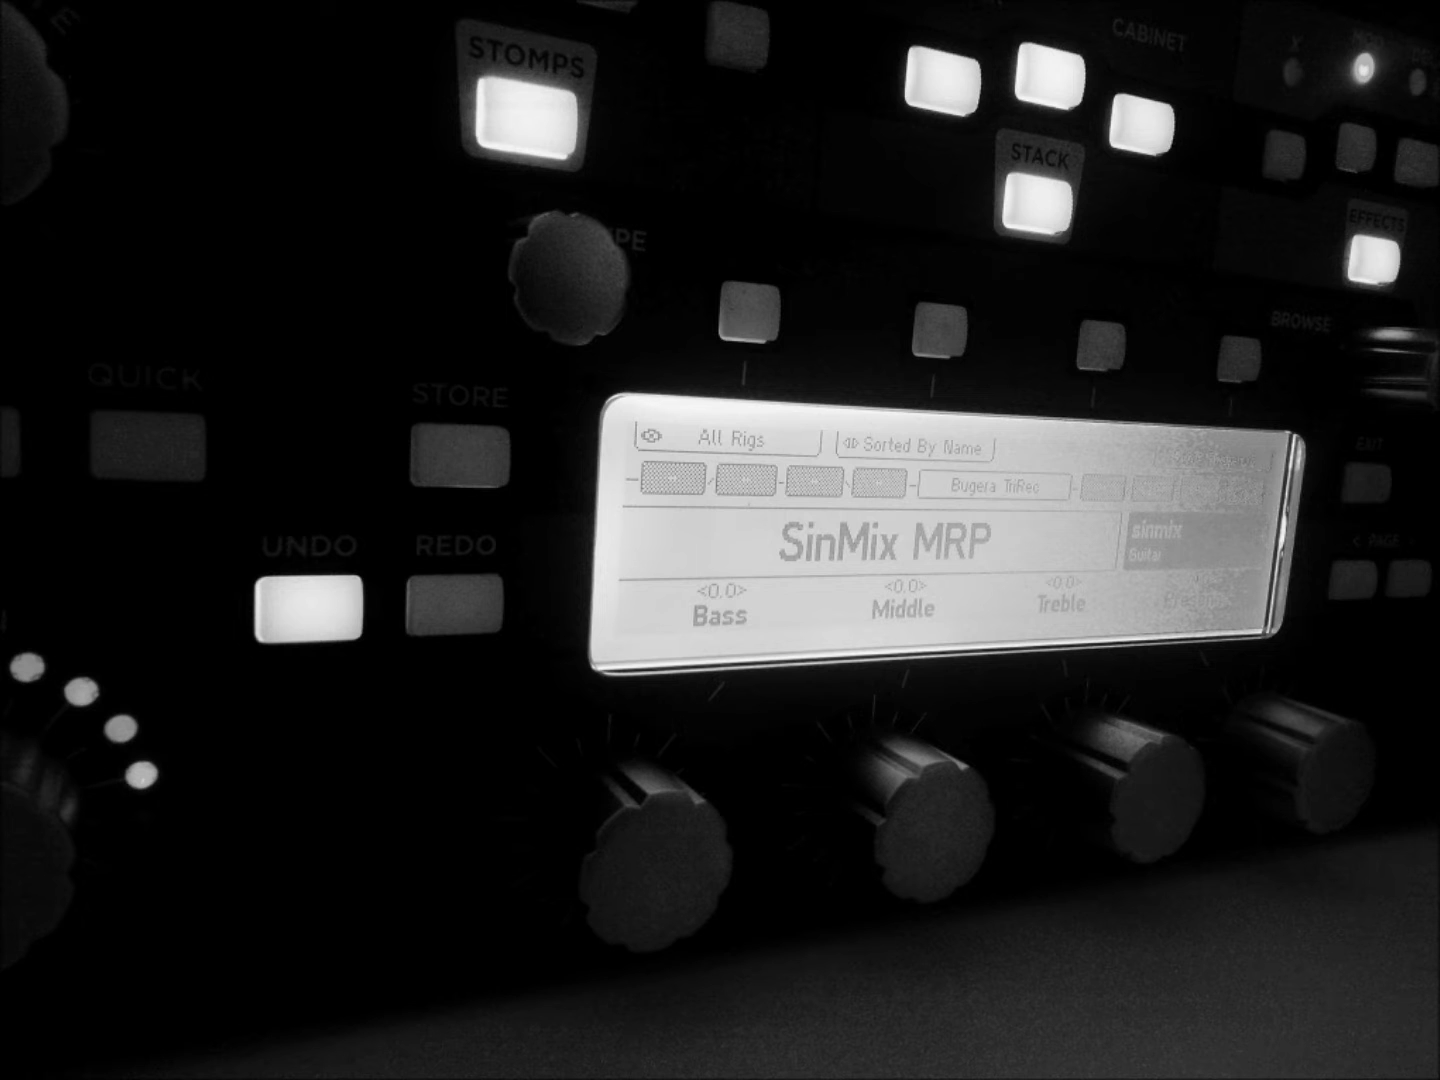 STOMPS
CABINET
STACK
EFFECTS
BROWSE
QUICK
STORE
All Rigs
Sorted By Name
Bugera TriRec
EXIT
SinMix MRP
sinmix
Guitar
UNDO
REDO
< PAGE
<0.0>
<0.0>
<0.0>
Bass
Middle
Treble